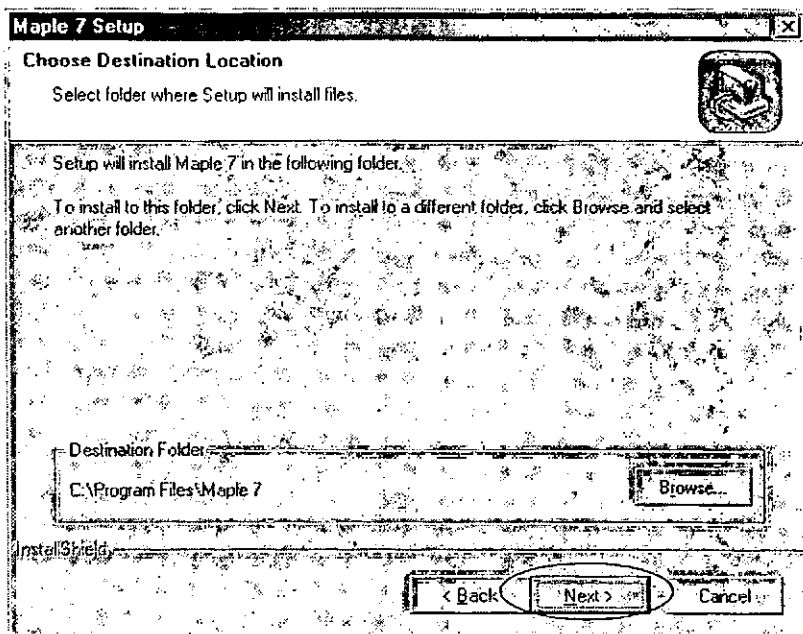 Maple 7 Setup
Choose Destination Location
Select folder where Setup will install files.
Setup will install Maple 7 in the following folder.
To install to this folder, click Next. To install to a different folder, click Browse and select
another folder.
Destination Folder
C:\Program Files\Maple 7
Browse...
InstallShield
< Back
Next >
Cancel